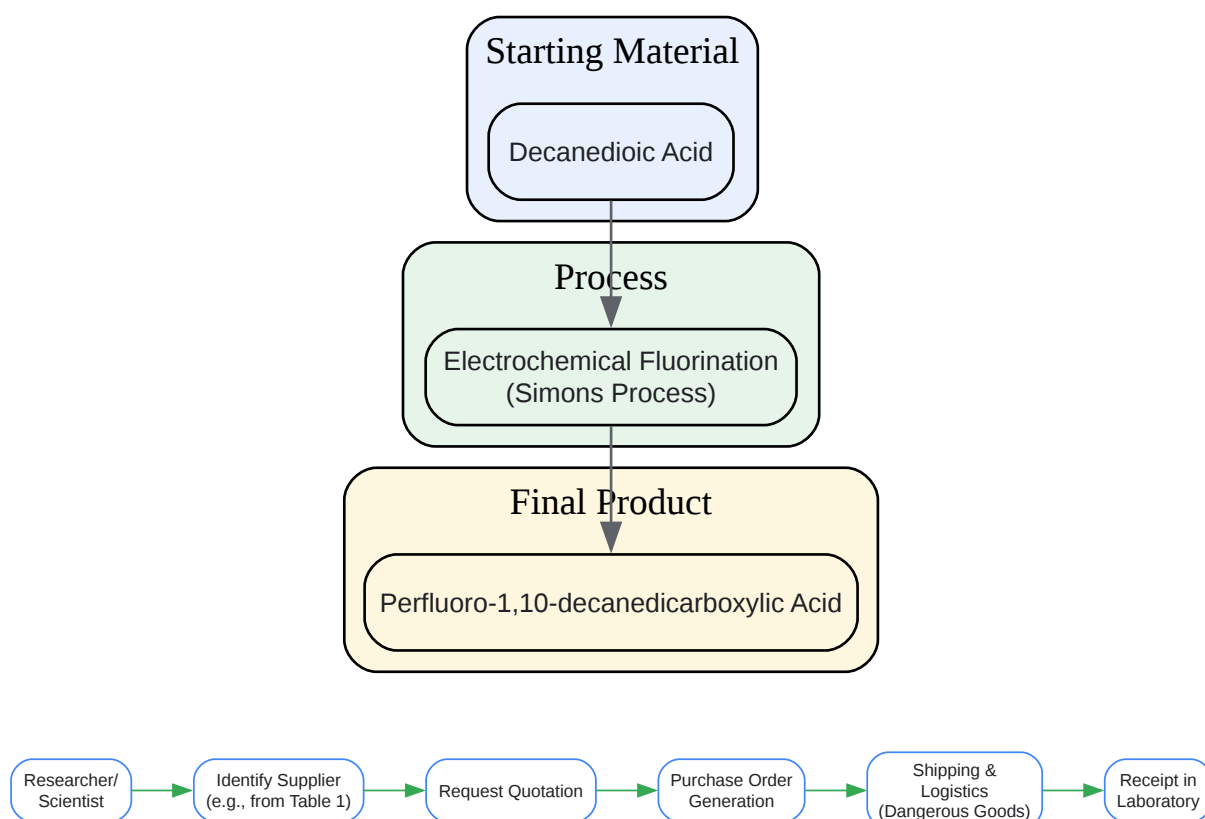 Starting Material
Decanedioic Acid
Process
Electrochemical Fluorination
(Simons Process)
Final Product
Perfluoro-1,10-decanedicarboxylic Acid
Researcher/
Scientist
Identify Supplier
(e.g., from Table 1)
Request Quotation
Purchase Order
Generation
Shipping &
Logistics
(Dangerous Goods)
Receipt in
Laboratory